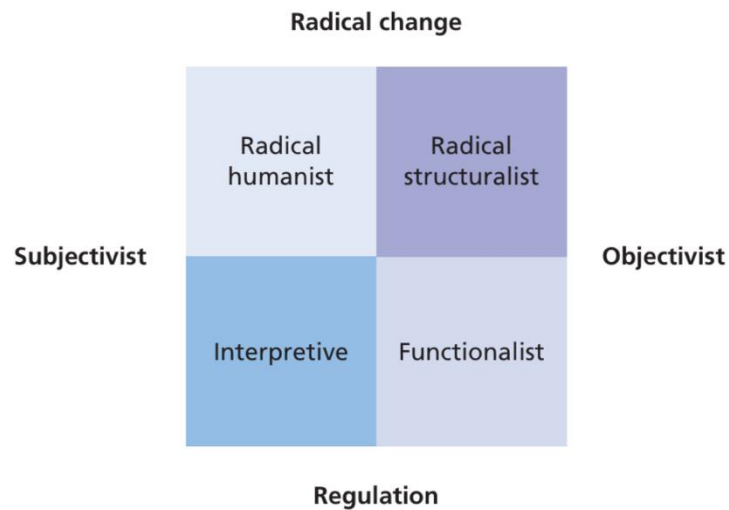 Radical change
Radical
humanist
Radical
structuralist
Subjectivist
Objectivist
Interpretive
Functionalist
Regulation